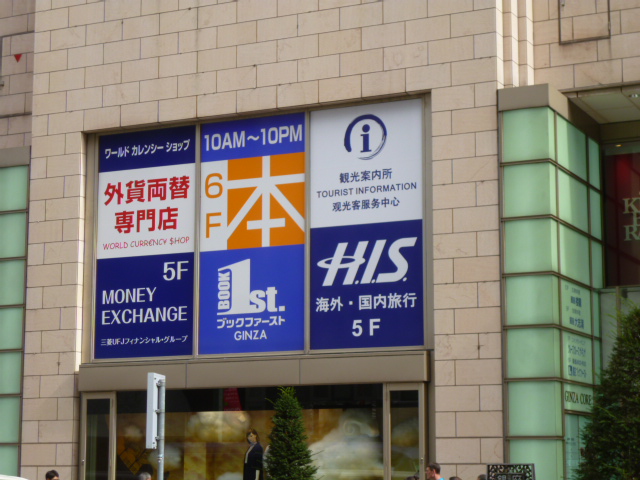 ワールド カレンシー ショップ
外貨両替
専門店
WORLD CURRENCY $HOP
5F
MONEY
EXCHANGE
三菱UFJフィナンシャル・グループ
10AM～10PM
6F
本
BOOK 1st.
ブックファースト
GINZA
i
観光案内所
TOURIST INFORMATION
观光客服务中心
H.I.S.
海外・国内旅行
5F
GINZA CORE